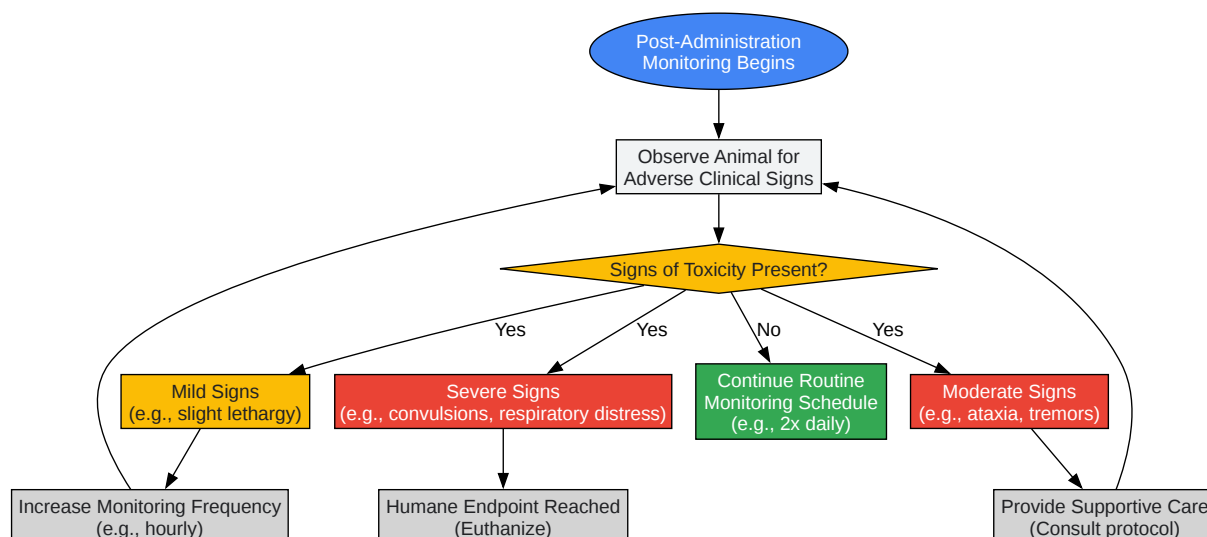 Post-Administration
Monitoring Begins
Observe Animal for
Adverse Clinical Signs
Signs of Toxicity Present?
Yes
Yes
No
Yes
Mild Signs
(e.g., slight lethargy)
Severe Signs
(e.g., convulsions, respiratory distress)
Continue Routine
Monitoring Schedule
(e.g., 2x daily)
Moderate Signs
(e.g., ataxia, tremors)
Increase Monitoring Frequency
(e.g., hourly)
Humane Endpoint Reached
(Euthanize)
Provide Supportive Care
(Consult protocol)